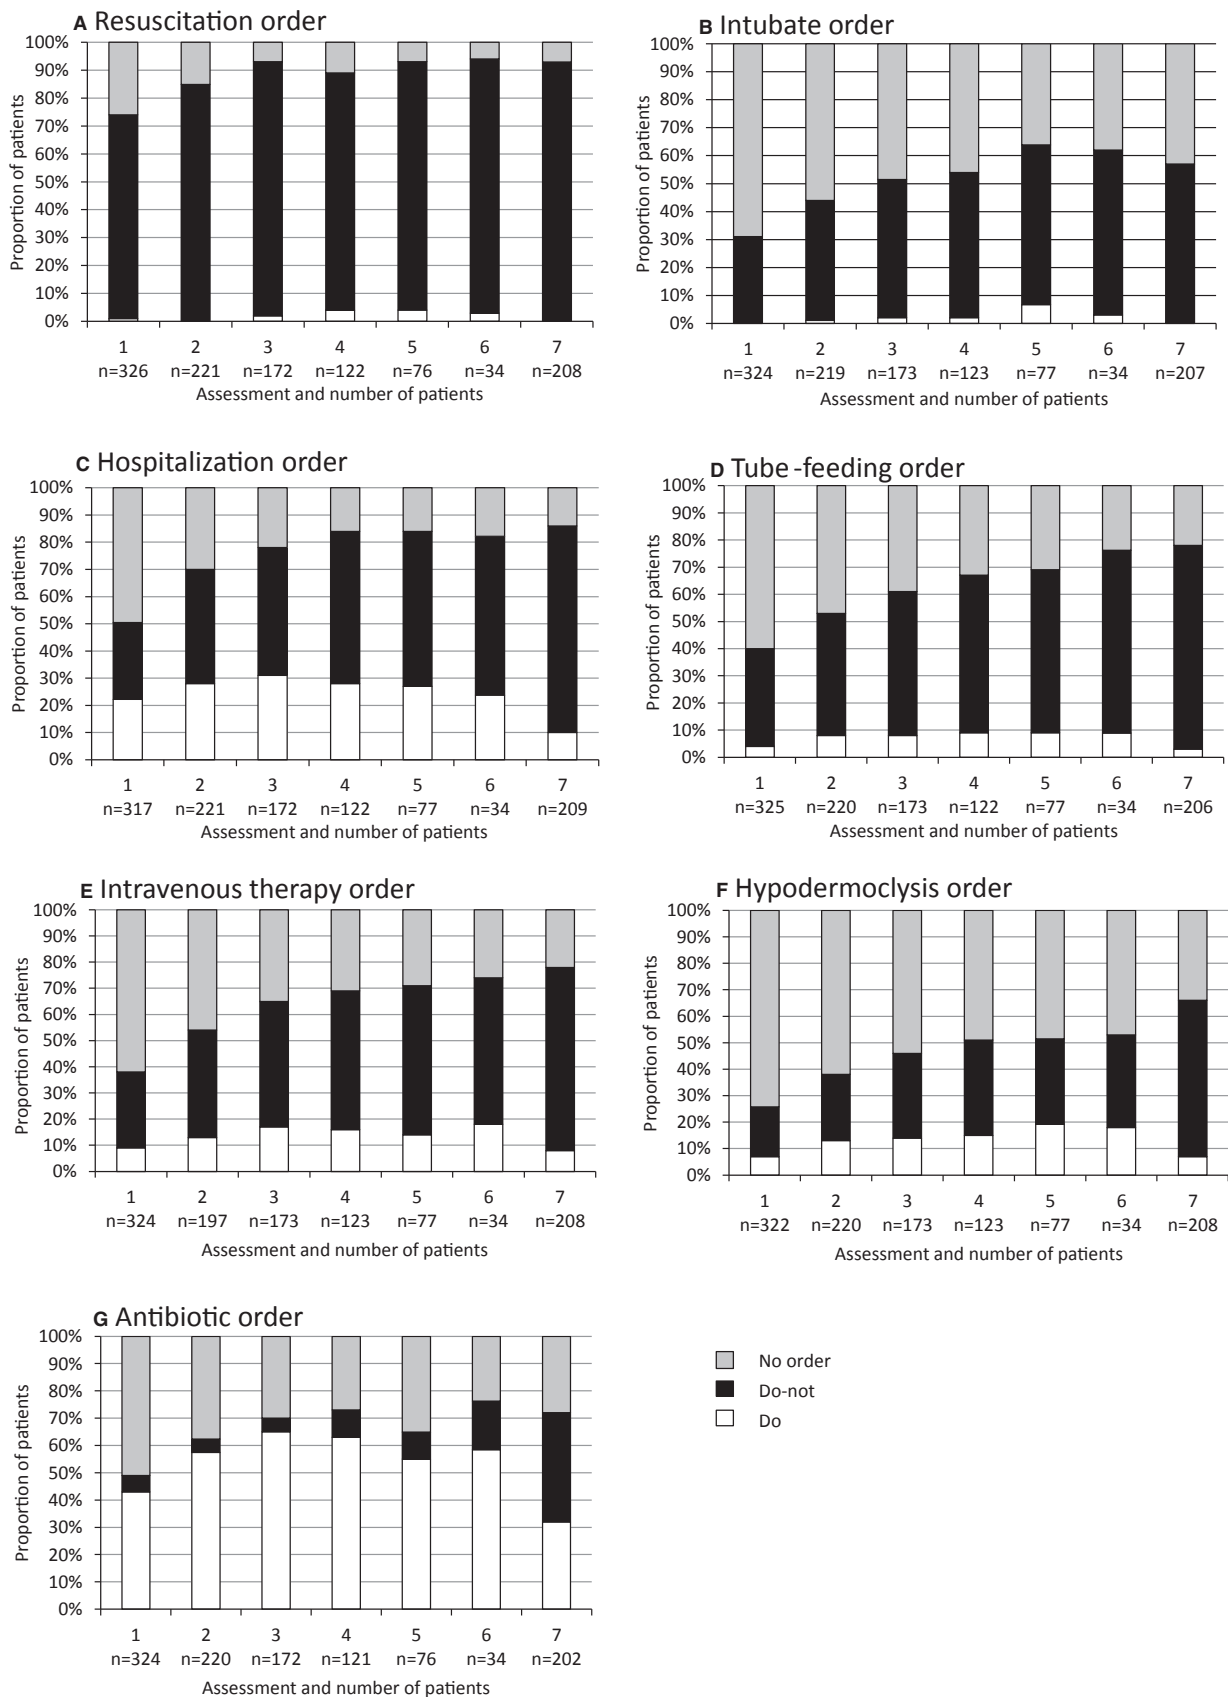 A Resuscitation order
100%
90%
80%
70%
60%
50%
40%
30%
20%
10%
0%
Proportion of patients
1 2 3 4 5 6 7
n=326 n=221 n=172 n=122 n=76 n=34 n=208
Assessment and number of patients
B Intubate order
100%
90%
80%
70%
60%
50%
40%
30%
20%
10%
0%
Proportion of patients
1 2 3 4 5 6 7
n=324 n=219 n=173 n=123 n=77 n=34 n=207
Assessment and number of patients
C Hospitalization order
100%
90%
80%
70%
60%
50%
40%
30%
20%
10%
0%
Proportion of patients
1 2 3 4 5 6 7
n=317 n=221 n=172 n=122 n=77 n=34 n=209
Assessment and number of patients
D Tube-feeding order
100%
90%
80%
70%
60%
50%
40%
30%
20%
10%
0%
Proportion of patients
1 2 3 4 5 6 7
n=325 n=220 n=173 n=122 n=77 n=34 n=206
Assessment and number of patients
E Intravenous therapy order
100%
90%
80%
70%
60%
50%
40%
30%
20%
10%
0%
Proportion of patients
1 2 3 4 5 6 7
n=324 n=197 n=173 n=123 n=77 n=34 n=208
Assessment and number of patients
F Hypodermoclysis order
100%
90%
80%
70%
60%
50%
40%
30%
20%
10%
0%
Proportion of patients
1 2 3 4 5 6 7
n=322 n=220 n=173 n=123 n=77 n=34 n=208
Assessment and number of patients
G Antibiotic order
100%
90%
80%
70%
60%
50%
40%
30%
20%
10%
0%
Proportion of patients
1 2 3 4 5 6 7
n=324 n=220 n=172 n=121 n=76 n=34 n=202
Assessment and number of patients
No order
Do-not
Do